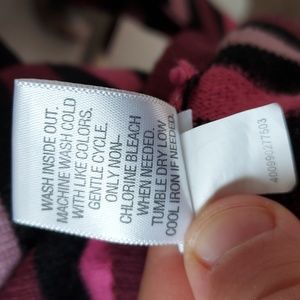 WASH INSIDE OUT.
MACHINE WASH COLD
WITH LIKE COLORS.
GENTLE CYCLE.
ONLY NON-
CHLORINE BLEACH
WHEN NEEDED.
TUMBLE DRY LOW.
COOL IRON IF NEEDED.
400990277503